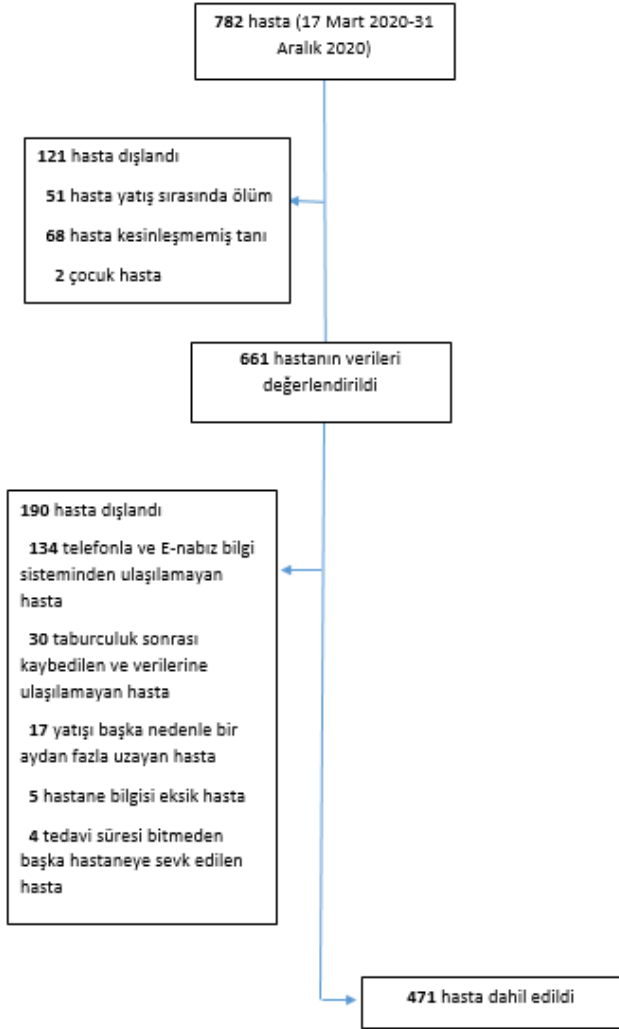 782 hasta (17 Mart 2020-31
Aralık 2020)
121 hasta dışlandı
51 hasta yatış sırasında ölüm
68 hasta kesinleşmemiş tanı
2 çocuk hasta
661 hastanın verileri
değerlendirildi
190 hasta dışlandı
134 telefonla ve E-nabız bilgi
sisteminden ulaşılamayan
hasta
30 taburculuk sonrası
kaybedilen ve verilerine
ulaşılamayan hasta
17 yatışı başka nedenle bir
aydan fazla uzayan hasta
5 hastane bilgisi eksik hasta
4 tedavi süresi bitmeden
başka hastaneye sevk edilen
hasta
471 hasta dahil edildi